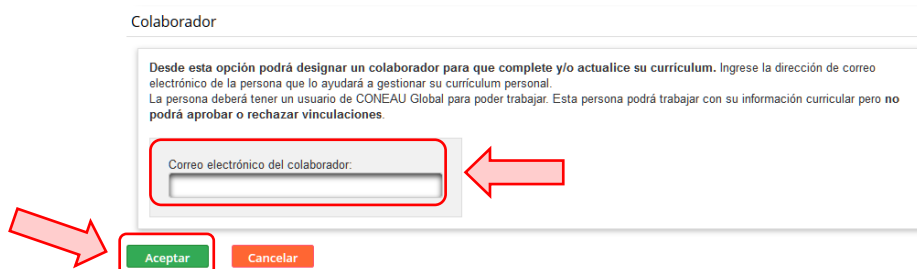 Colaborador
Desde esta opción podrá designar un colaborador para que complete y/o actualice su currículum. Ingrese la dirección de correo
electrónico de la persona que lo ayudará a gestionar su currículum personal.
La persona deberá tener un usuario de CONEAU Global para poder trabajar. Esta persona podrá trabajar con su información curricular pero no
podrá aprobar o rechazar vinculaciones.
Correo electrónico del colaborador:
Aceptar Cancelar